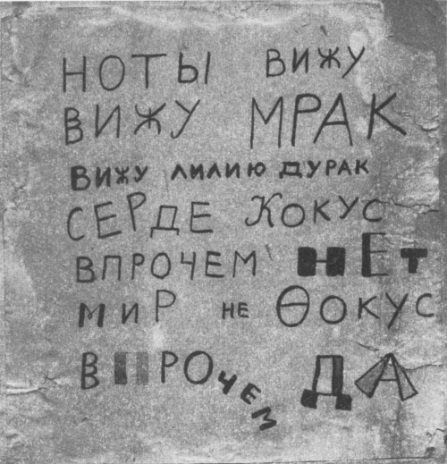 НОТЫ ВИЖУ
ВИЖУ МРАК
ВИЖУ ЛИЛИЮ ДУРАК
СЕРДЕ КОКУС
ВПРОЧЕМ НЕТ
МИР НЕ ѲОКУС
ВПРОЧЕМ ДА